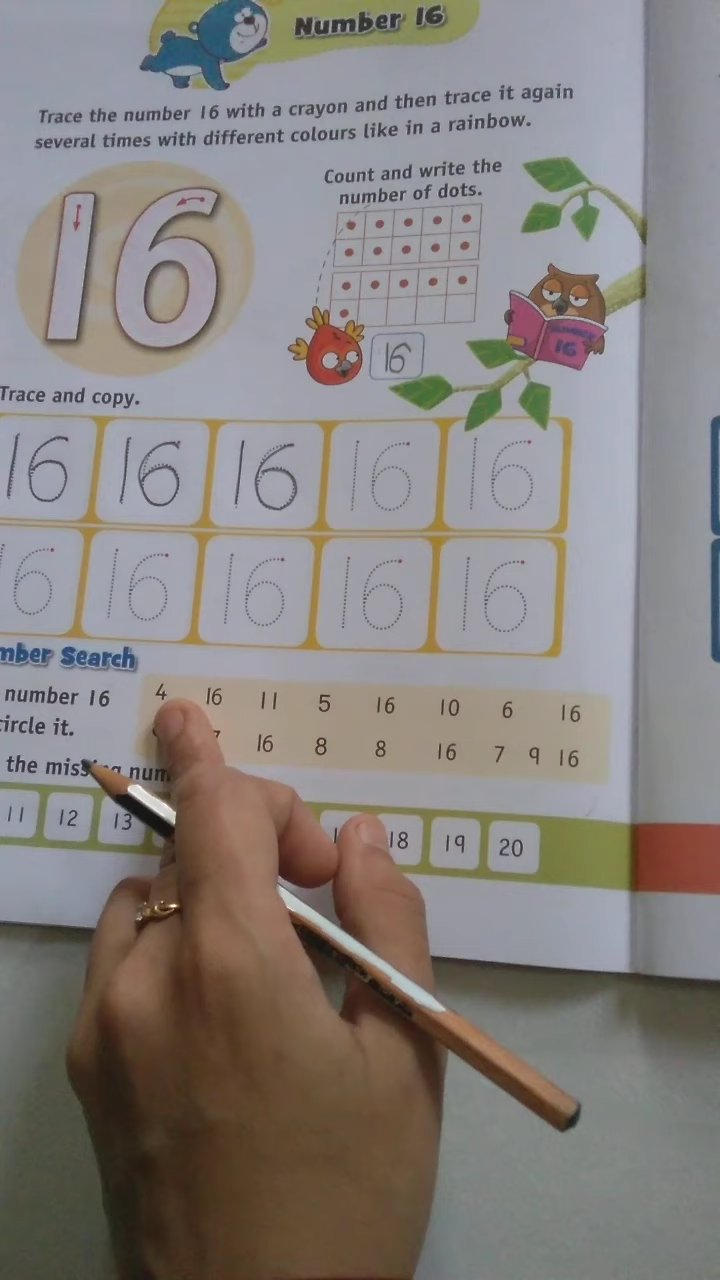 Number 16
Trace the number 16 with a crayon and then trace it again
several times with different colours like in a rainbow.
16
Count and write the
number of dots.
NUMBER
16
16
Trace and copy.
16 16 16 16 16
16 16 16 16 16
Search
number 16
4 16 11 5 16 10 6 16
it.
16 8 8 16 7 9 16
the
11 12 13 18 19 20